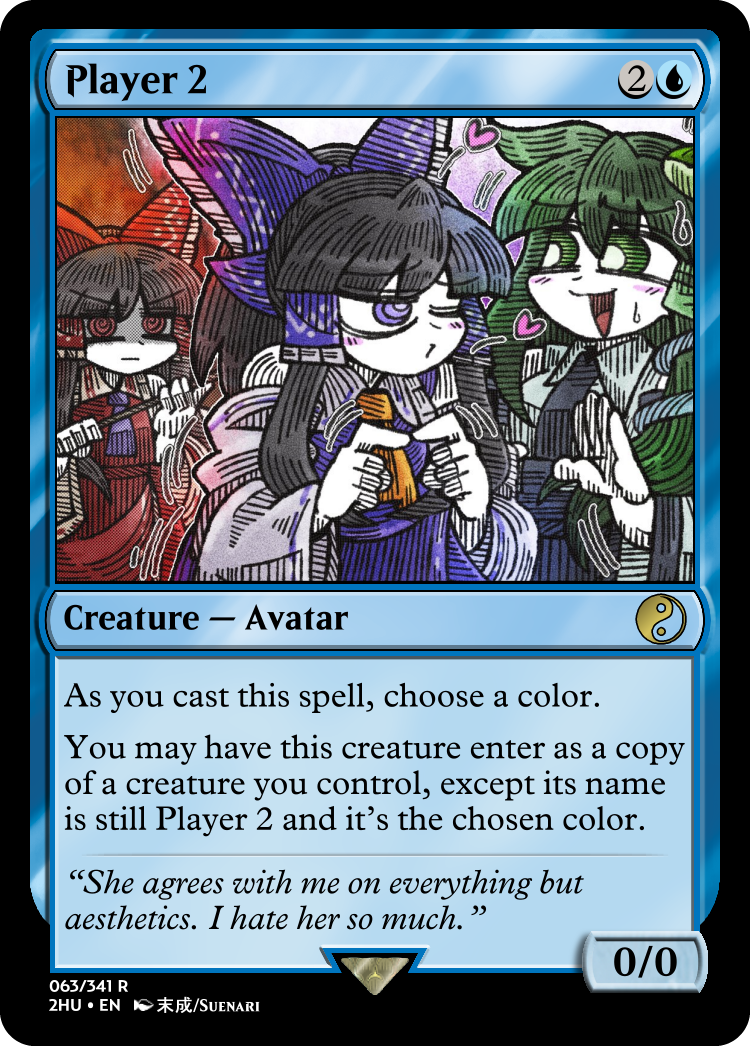 Player 2
2
Creature — Avatar
As you cast this spell, choose a color.
You may have this creature enter as a copy
of a creature you control, except its name
is still Player 2 and it's the chosen color.
“She agrees with me on everything but
aesthetics. I hate her so much.”
0/0
063/341 R
2HU • EN 末成/Suenari